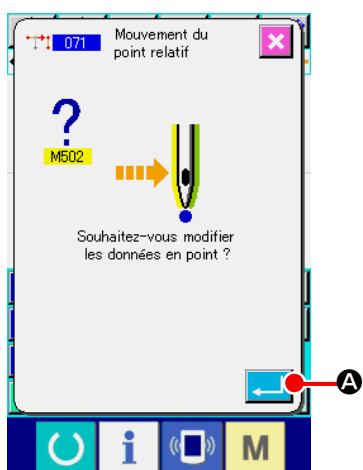 071
Mouvement du
point relatif
?
M502
Souhaitez-vous modifier
les données en point ?
A
i
M